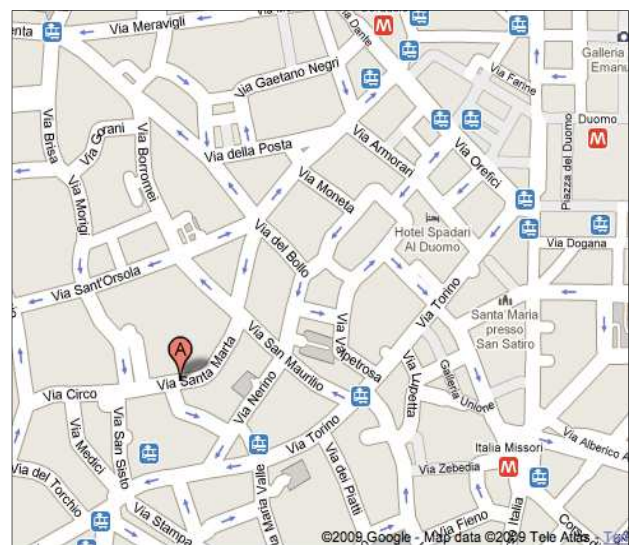 Via Meravigli
Via Dante
M
Galleria
Emanu
Via Gaetano Negri
Via Farine
Duomo
M
Via Gorani
Via Brisa
Via Borromei
Via della Posta
Via Armorari
Via Orefici
Piazza del Duomo
Via Morigi
Via Moneta
Hotel Spadari
Al Duomo
Via Dogana
Via del Bollo
Via Sant'Orsola
Via Torino
Santa Maria
presso
San Satiro
A
Via Santa Marta
Via San Maurilio
Via Valpetrosa
Via Circo
Via Nerino
Via Lupetta
Galleria Unione
Via San Sisto
Via Medici
Via Torino
Via Alberico A
Italia Missori
M
Via Zebedia
Via del Torchio
Via Stampa
Maria Valle
Via dei Piatti
Via Fieno
Italia
©2009 Google - Map data ©2009 Tele Atlas -